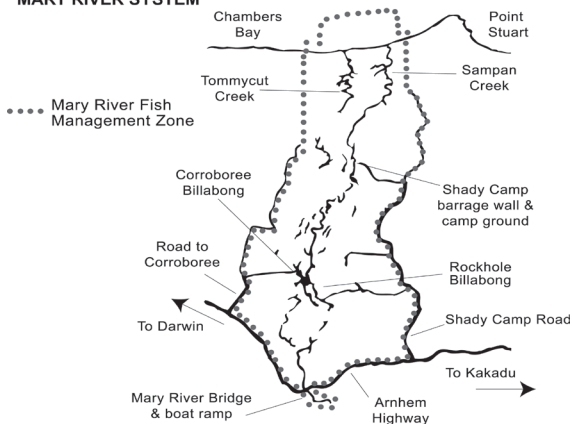 MARY RIVER SYSTEM
Chambers
Bay
Point
Stuart
Tommycut
Creek
Sampan
Creek
Mary River Fish
Management Zone
Corroboree
Billabong
Shady Camp
barrage wall &
camp ground
Road to
Corroboree
Rockhole
Billabong
To Darwin
Shady Camp Road
To Kakadu
Mary River Bridge
& boat ramp
Arnhem
Highway